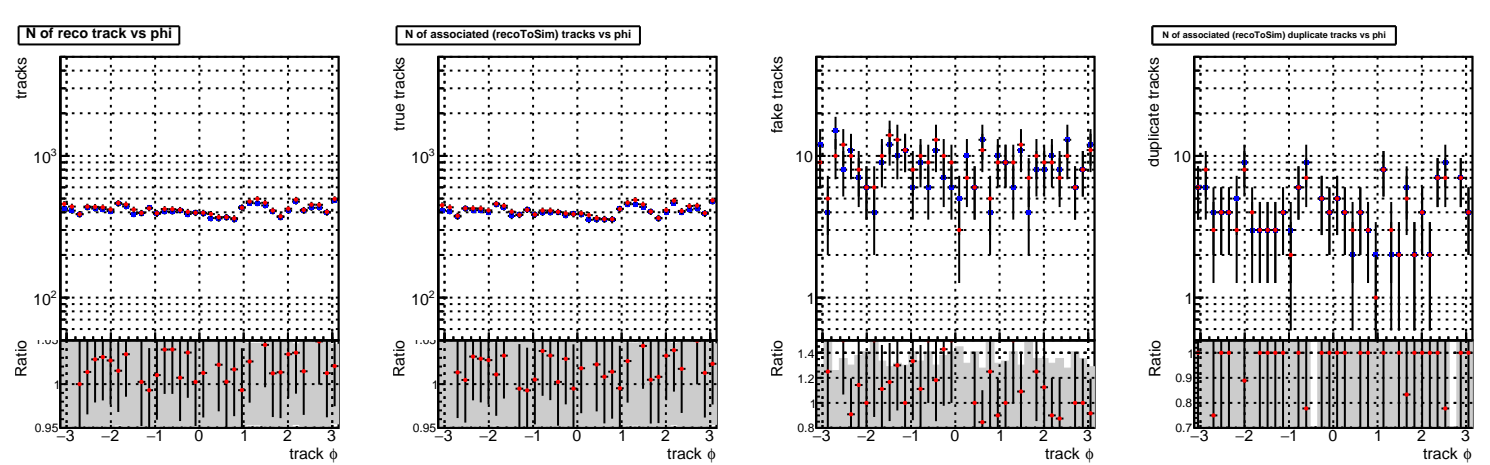 N of reco track vs phi
tracks
10³
10²
Ratio
1
0.95
−3 −2 −1 0 1 2 3
track ϕ
N of associated (recoToSim) tracks vs phi
true tracks
10³
10²
Ratio
1
0.95
−3 −2 −1 0 1 2 3
track ϕ
fake tracks
10
1
Ratio
1.4
1.2
1
0.8
−3 −2 −1 0 1 2 3
track ϕ
N of associated (recoToSim) duplicate tracks vs phi
duplicate tracks
10
1
Ratio
1
0.9
0.8
0.7
−3 −2 −1 0 1 2 3
track ϕ